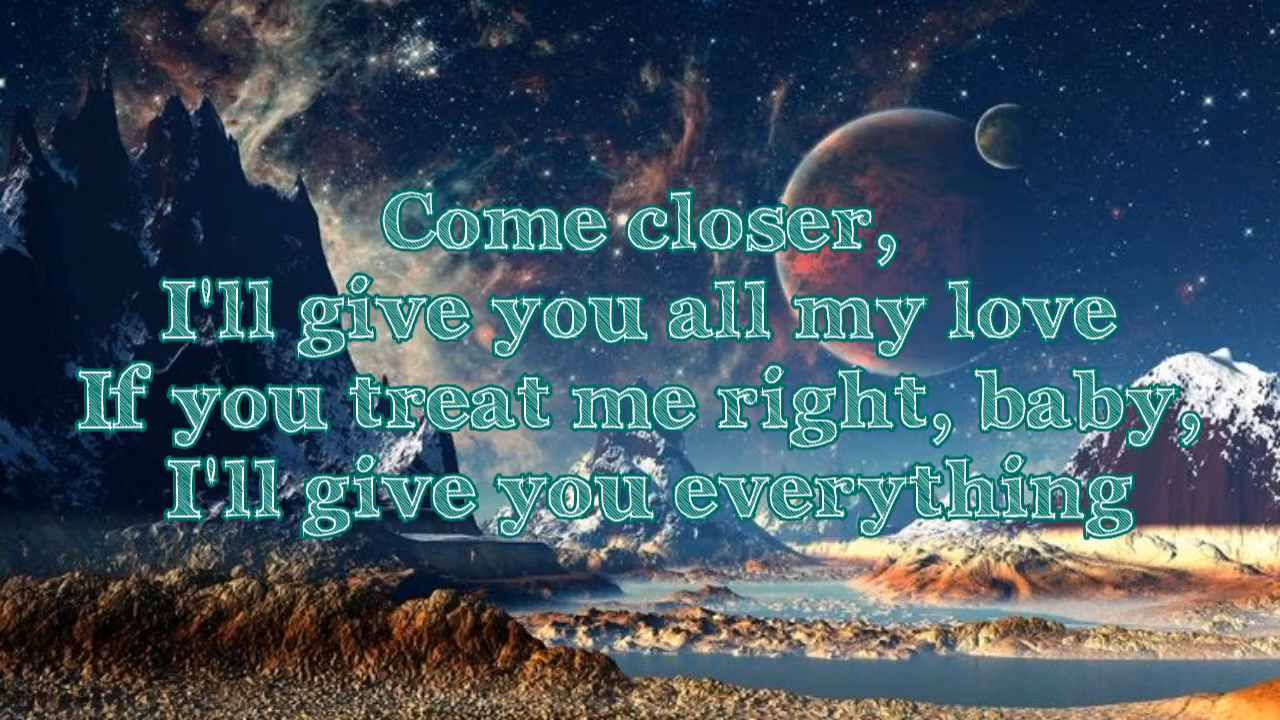 Come closer,
I'll give you all my love
If you treat me right, baby,
I'll give you everything